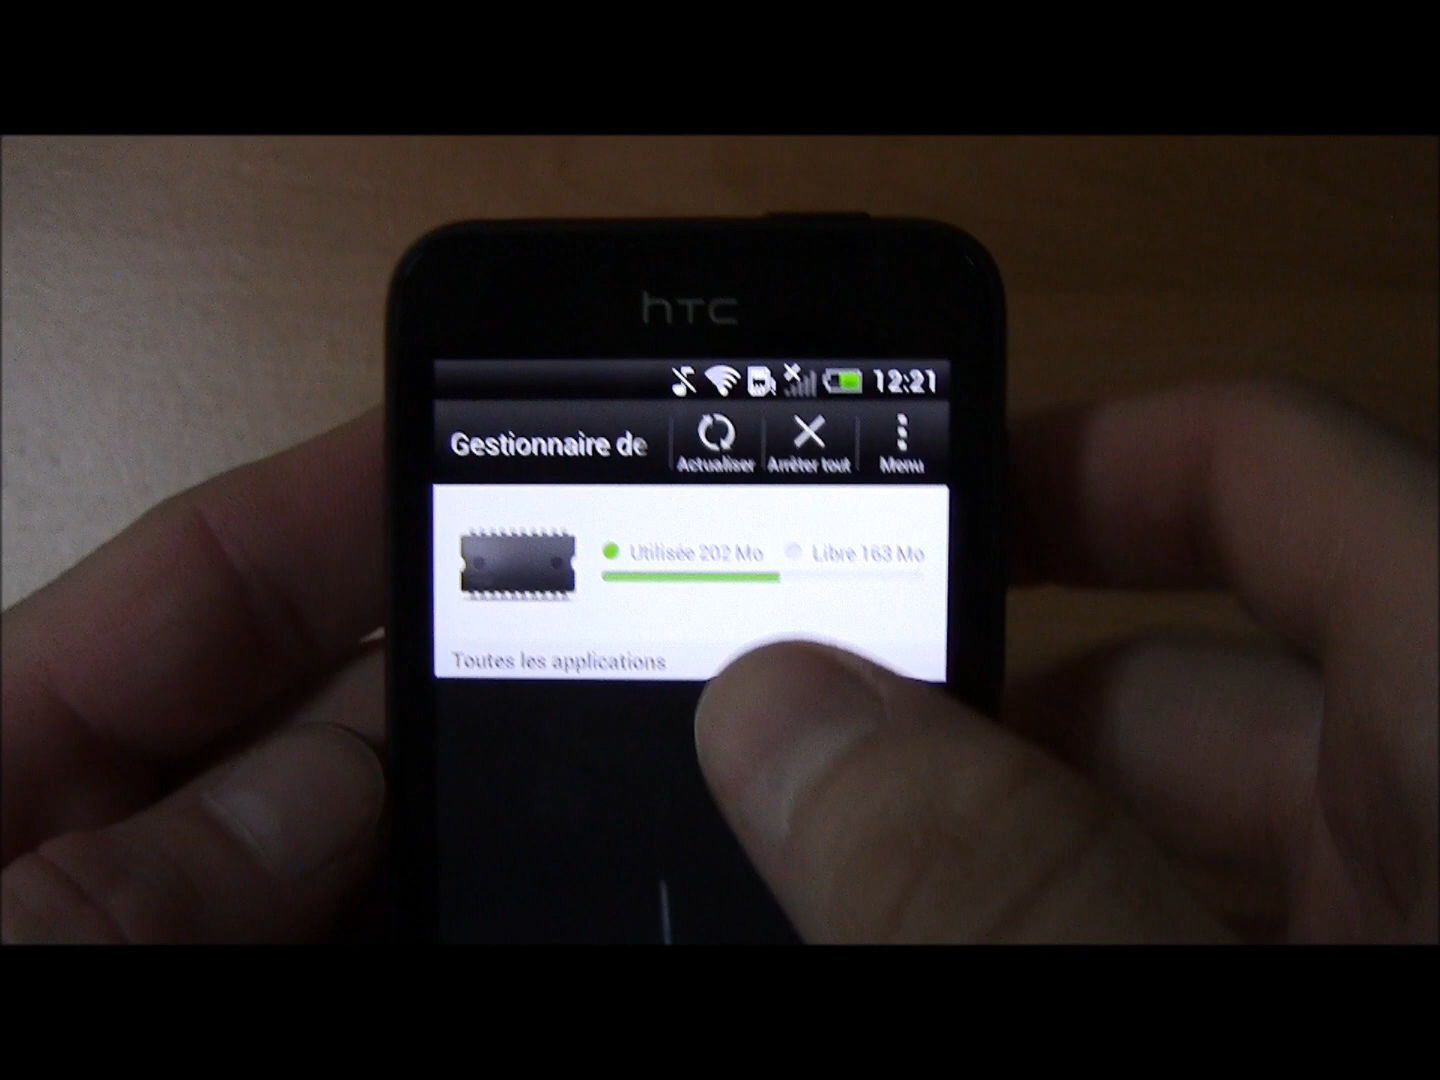 hTC
12:21
Gestionnaire de
Actualiser
Arrêter tout
Menu
Utilisée 202 Mo
Libre 163 Mo
Toutes les applications